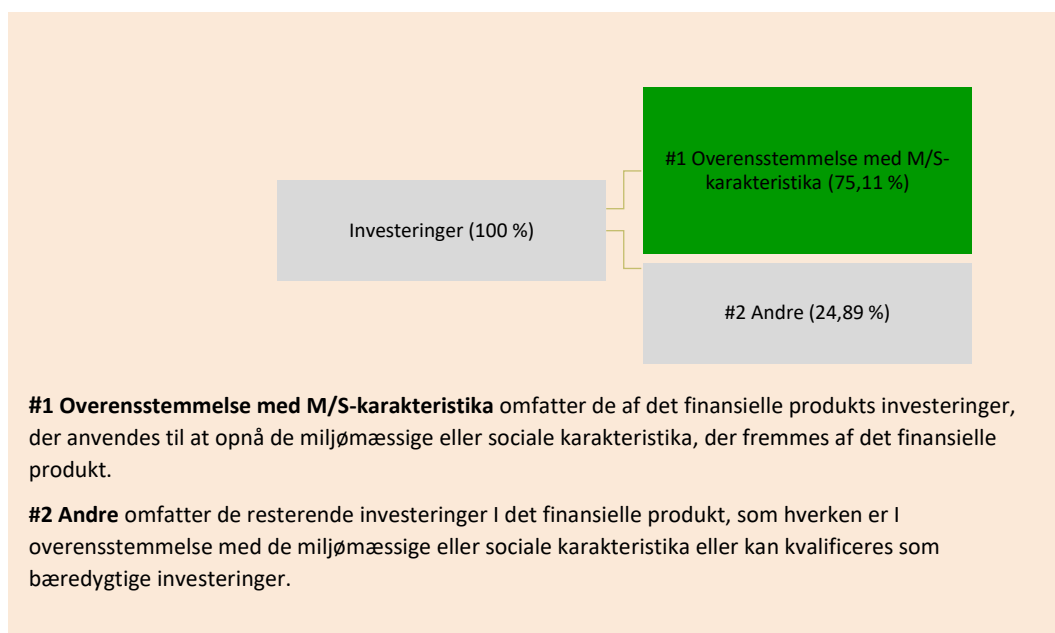 #1 Overensstemmelse med M/S-
karakteristika (75,11 %)
Investeringer (100 %)
#2 Andre (24,89 %)
#1 Overensstemmelse med M/S-karakteristika omfatter de af det finansielle produkts investeringer,
der anvendes til at opnå de miljømæssige eller sociale karakteristika, der fremmes af det finansielle
produkt.
#2 Andre omfatter de resterende investeringer I det finansielle produkt, som hverken er I
overensstemmelse med de miljømæssige eller sociale karakteristika eller kan kvalificeres som
bæredygtige investeringer.